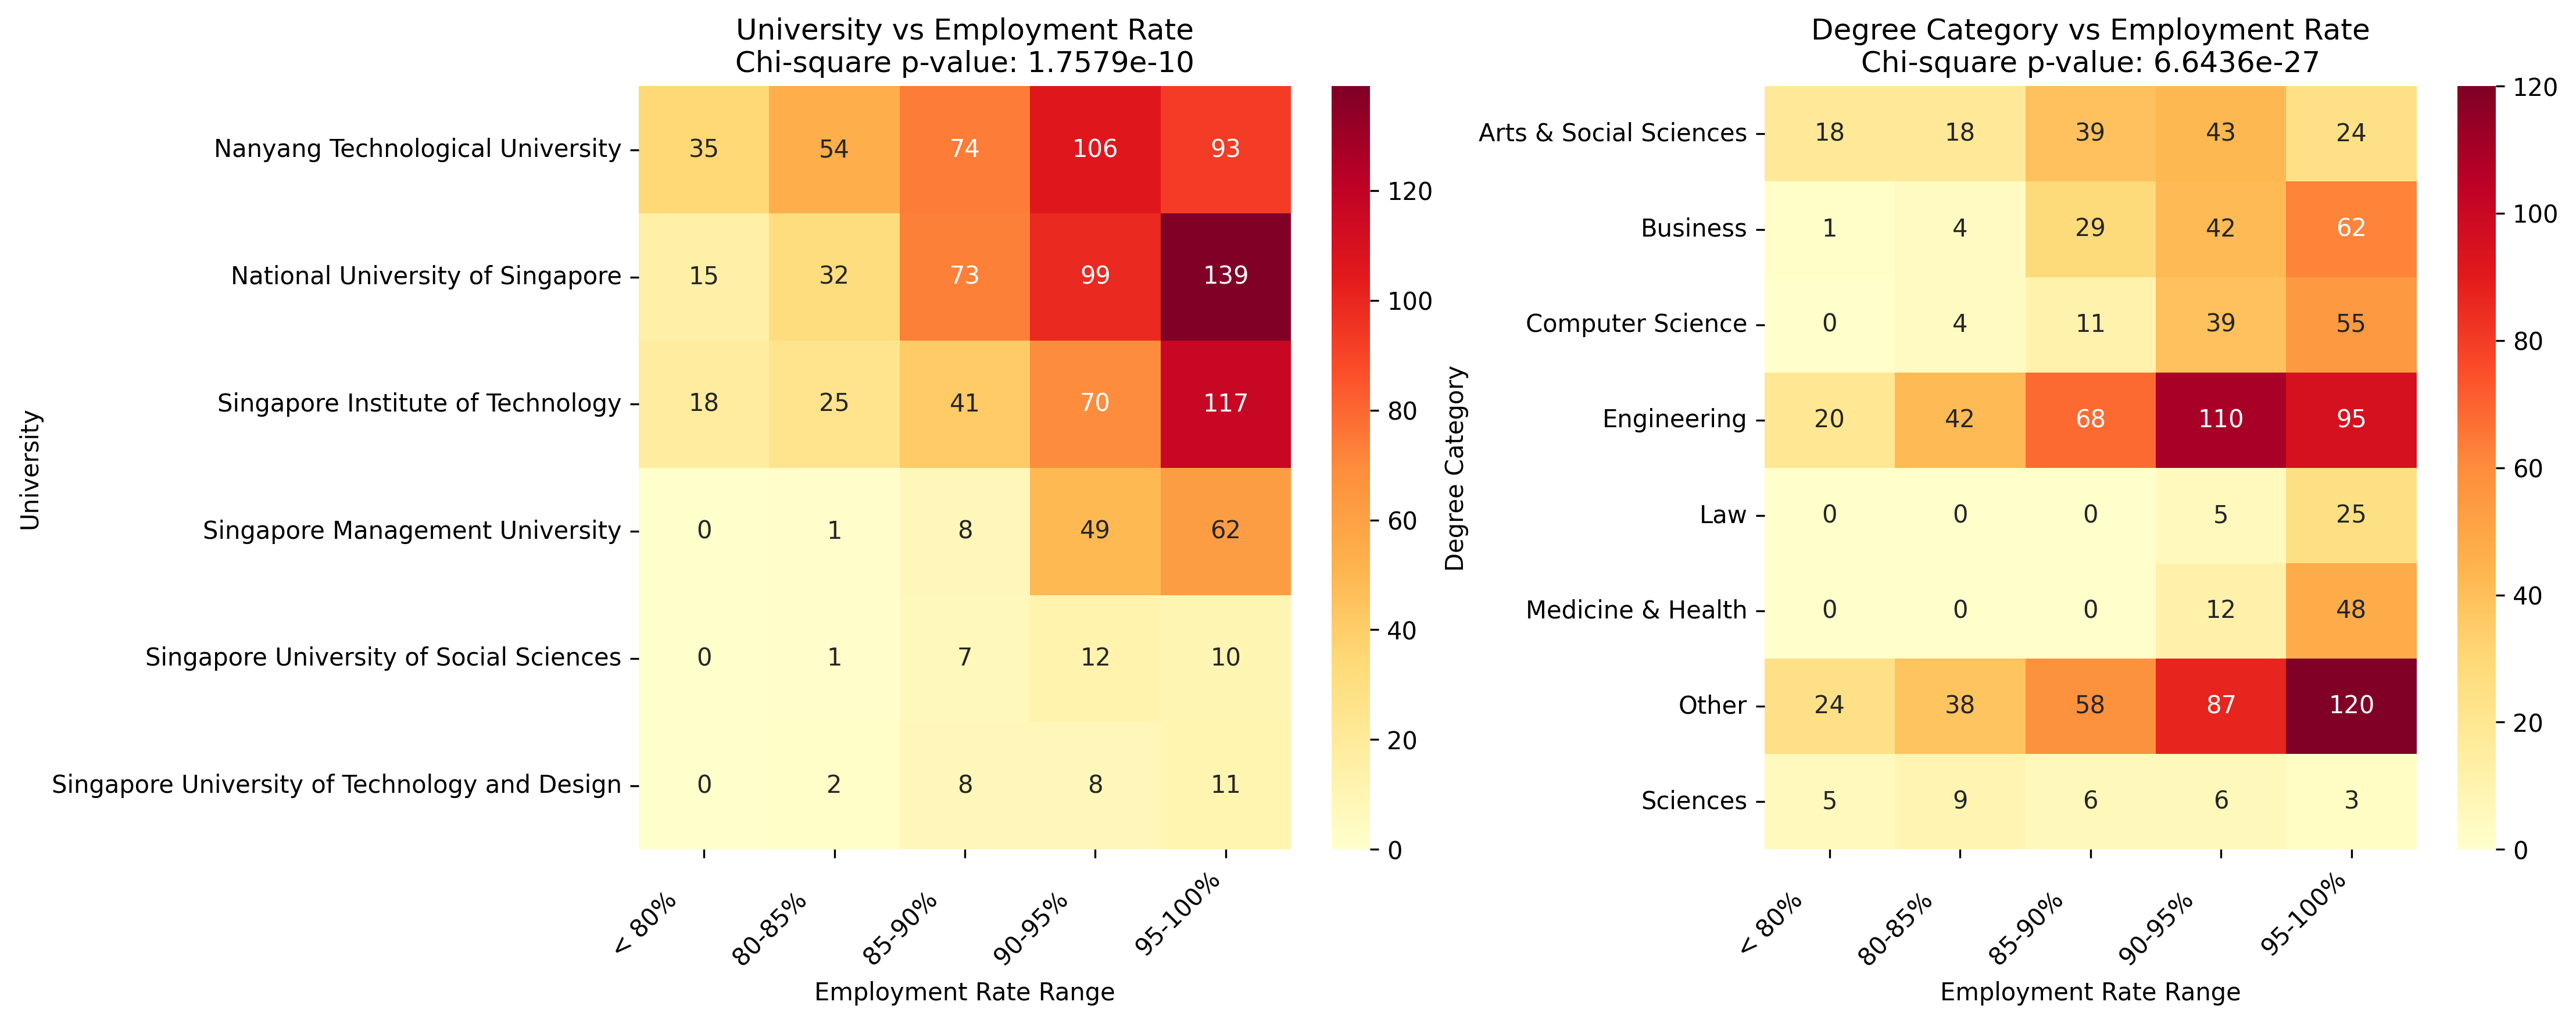 University vs Employment Rate
Chi-square p-value: 1.7579e-10
University
Nanyang Technological University 35 54 74 106 93
National University of Singapore 15 32 73 99 139
Singapore Institute of Technology 18 25 41 70 117
Singapore Management University 0 1 8 49 62
Singapore University of Social Sciences 0 1 7 12 10
Singapore University of Technology and Design 0 2 8 8 11
< 80% 80-85% 85-90% 90-95% 95-100%
Employment Rate Range
120
100
80
60
40
20
0
Degree Category vs Employment Rate
Chi-square p-value: 6.6436e-27
Degree Category
Arts & Social Sciences 18 18 39 43 24
Business 1 4 29 42 62
Computer Science 0 4 11 39 55
Engineering 20 42 68 110 95
Law 0 0 0 5 25
Medicine & Health 0 0 0 12 48
Other 24 38 58 87 120
Sciences 5 9 6 6 3
< 80% 80-85% 85-90% 90-95% 95-100%
Employment Rate Range
120
100
80
60
40
20
0